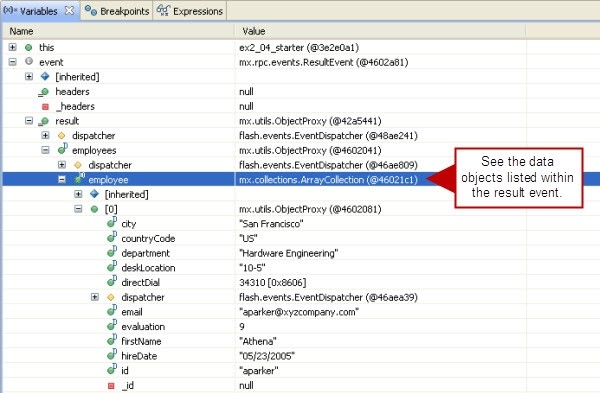 Variables Breakpoints Expressions
Name Value
this ex2_04_starter (@3e2e0a1)
event mx.rpc.events.ResultEvent (@4602a81)
[inherited]
headers null
_headers null
result mx.utils.ObjectProxy (@42a5441)
dispatcher flash.events.EventDispatcher (@48ae241)
employees mx.utils.ObjectProxy (@4602041)
dispatcher flash.events.EventDispatcher (@46ae809)
employee mx.collections.ArrayCollection (@46021c1)
[inherited]
[0] mx.utils.ObjectProxy (@4602081)
city "San Francisco"
countryCode "US"
department "Hardware Engineering"
deskLocation "10-5"
directDial 34310 [0x8606]
dispatcher flash.events.EventDispatcher (@46aea39)
email "aparker@xyzcompany.com"
evaluation 9
firstName "Athena"
hireDate "05/23/2005"
id "aparker"
_id null
See the data
objects listed within
the result event.